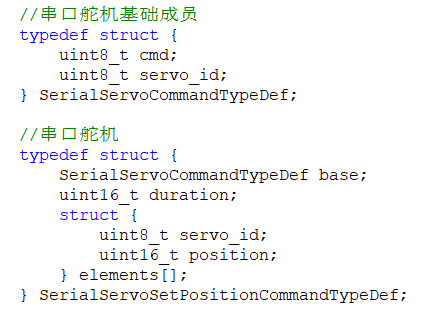 //串口舵机基础成员
typedef struct {
    uint8_t cmd;
    uint8_t servo_id;
} SerialServoCommandTypeDef;

//串口舵机
typedef struct {
    SerialServoCommandTypeDef base;
    uint16_t duration;
    struct {
        uint8_t servo_id;
        uint16_t position;
    } elements[];
} SerialServoSetPositionCommandTypeDef;